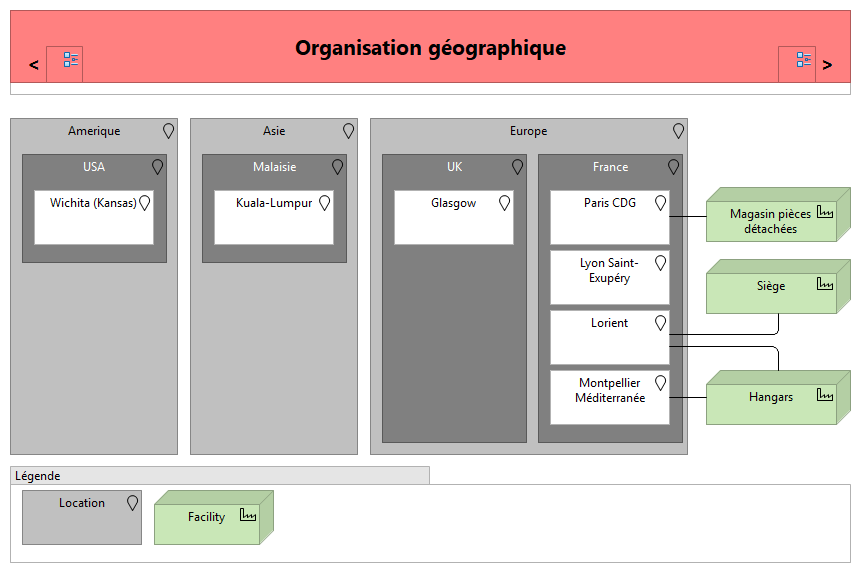 Organisation géographique
<
>
Amerique
Asie
Europe
USA
Malaisie
UK
France
Wichita (Kansas)
Kuala-Lumpur
Glasgow
Paris CDG
Magasin pièces
détachées
Lyon Saint-
Exupéry
Siège
Lorient
Montpellier
Méditerranée
Hangars
Légende
Location
Facility